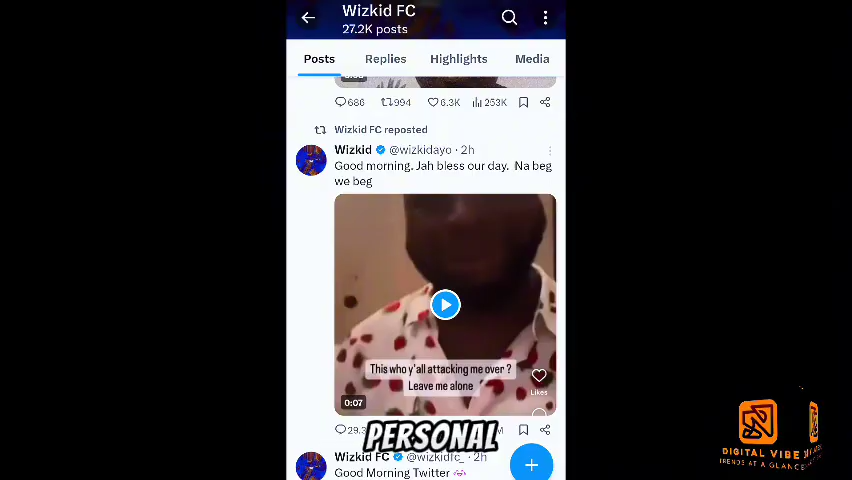 Wizkid FC
27.2K posts
Posts Replies Highlights Media
686 994 6.3K 253K
Wizkid FC reposted
Wizkid @wizkidayo · 2h
Good morning. Jah bless our day. Na beg
we beg
This who y'all attacking me over ?
Leave me alone
Likes
0:07
29.3
PERSONAL
Wizkid FC @wizkidfc_ · 2h
Good Morning Twitter
DIGITAL VIBE
TRENDS AT A GLANCE